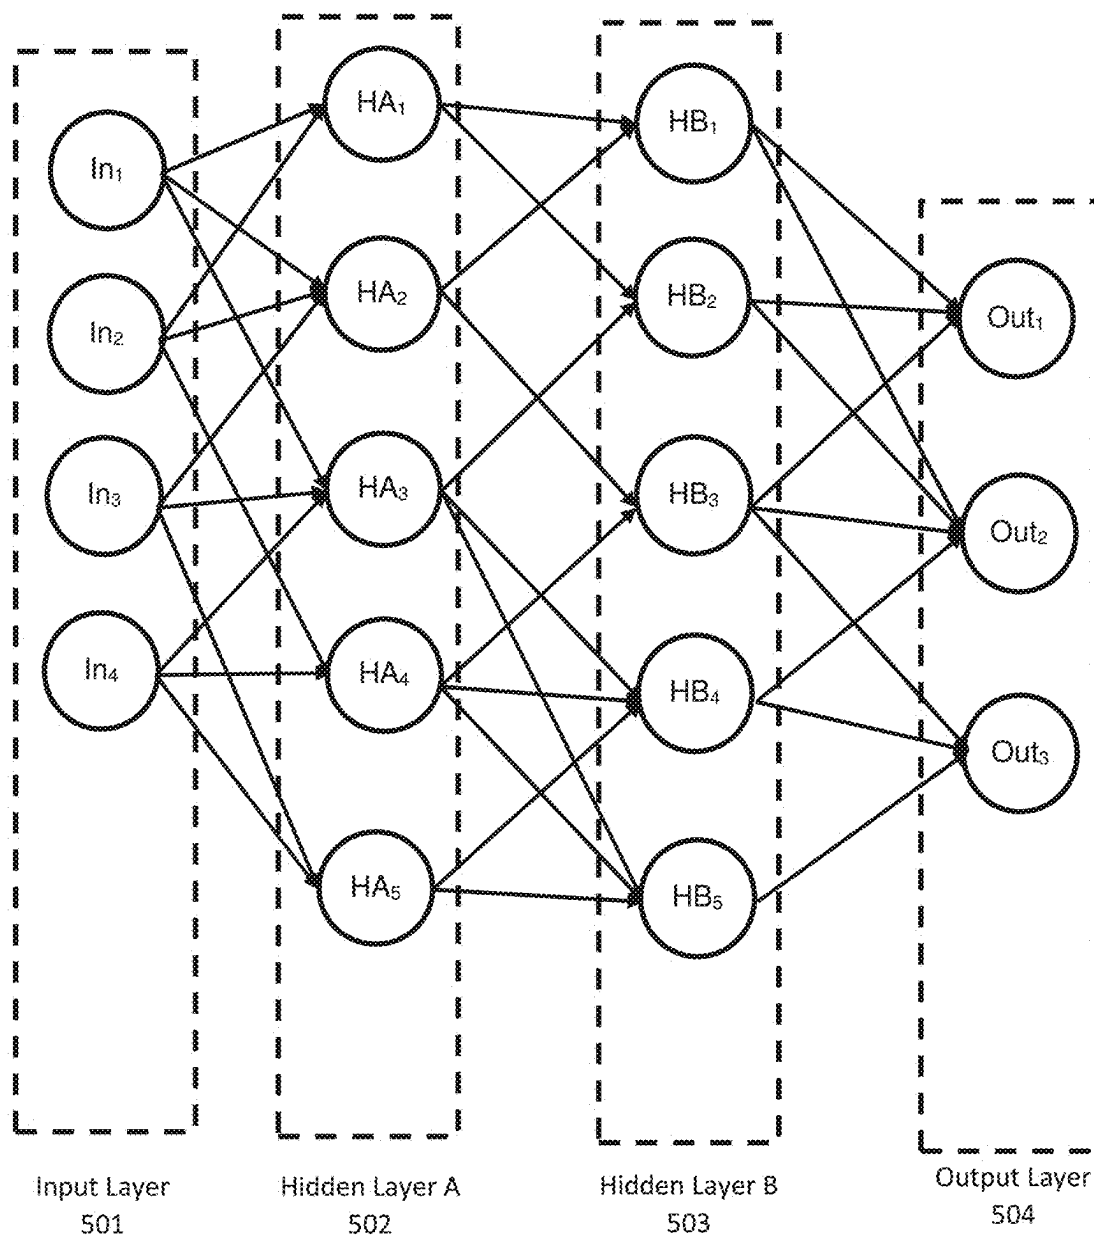 In₁
In₂
In₃
In₄
HA₁
HA₂
HA₃
HA₄
HA₅
HB₁
HB₂
HB₃
HB₄
HB₅
Out₁
Out₂
Out₃
Input Layer
501
Hidden Layer A
502
Hidden Layer B
503
Output Layer
504